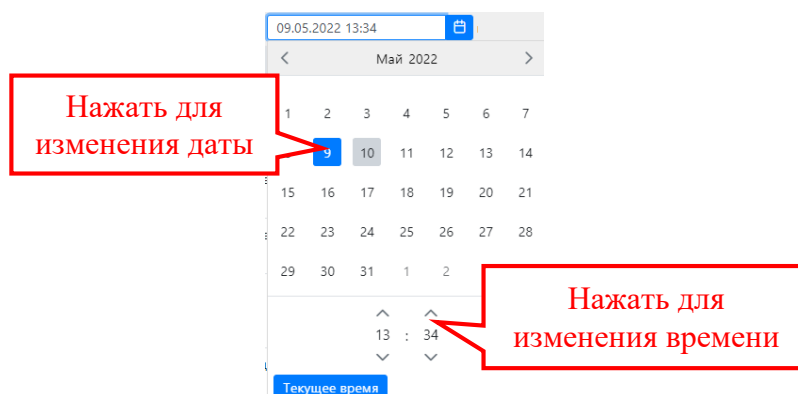 09.05.2022 13:34
Май 2022
1 2 3 4 5 6 7
Нажать для
изменения даты
9 10 11 12 13 14
15 16 17 18 19 20 21
22 23 24 25 26 27 28
29 30 31 1 2
Нажать для
изменения времени
13 : 34
Текущее время